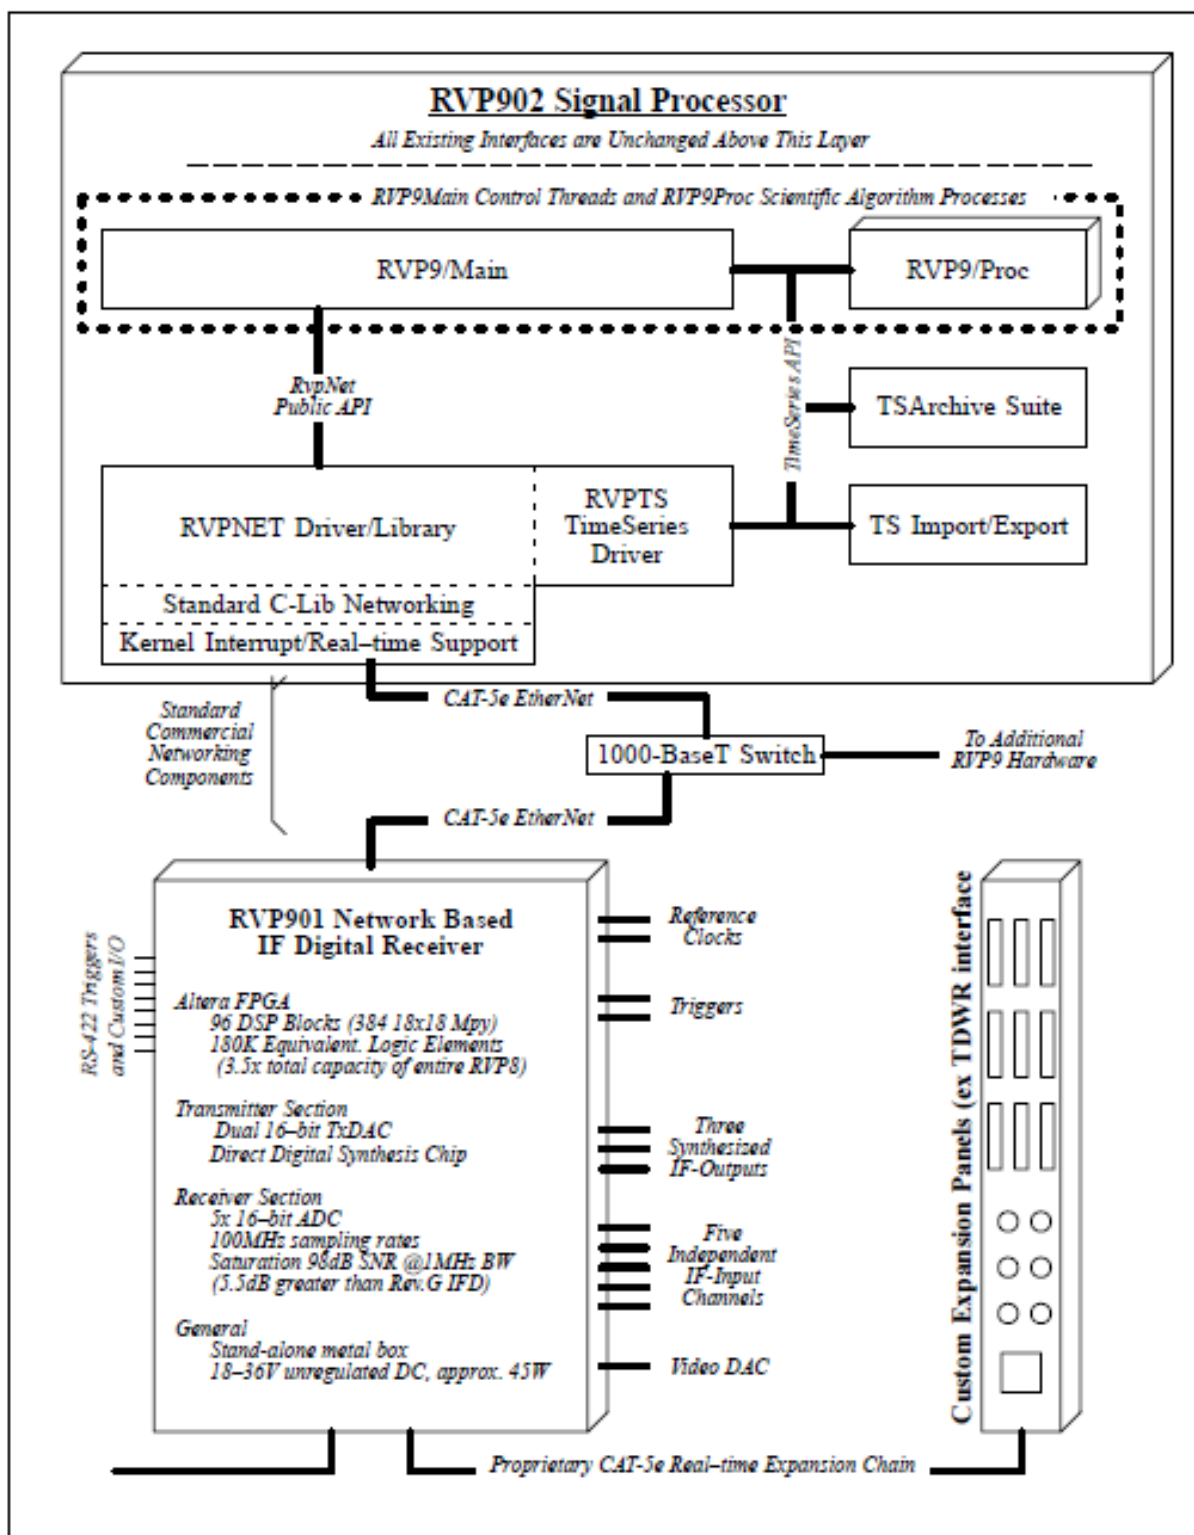 RVP902 Signal Processor
All Existing Interfaces are Unchanged Above This Layer
RVP9Main Control Threads and RVP9Proc Scientific Algorithm Processes
RVP9/Main
RVP9/Proc
RvpNet
Public API
TimeSeries API
TSArchive Suite
RVPNET Driver/Library
RVPTS
TimeSeries
Driver
TS Import/Export
Standard C-Lib Networking
Kernel Interrupt/Real–time Support
CAT-5e EtherNet
Standard
Commercial
Networking
Components
1000-BaseT Switch
To Additional
RVP9 Hardware
CAT-5e EtherNet
RVP901 Network Based
IF Digital Receiver
RS-422 Triggers
and Custom I/O
Altera FPGA
96 DSP Blocks (384 18x18 Mpy)
180K Equivalent. Logic Elements
(3.5x total capacity of entire RVP8)
Transmitter Section
Dual 16–bit TxDAC
Direct Digital Synthesis Chip
Receiver Section
5x 16–bit ADC
100MHz sampling rates
Saturation 98dB SNR @1MHz BW
(5.5dB greater than Rev.G IFD)
General
Stand-alone metal box
18–36V unregulated DC, approx. 45W
Reference
Clocks
Triggers
Three
Synthesized
IF-Outputs
Five
Independent
IF-Input
Channels
Video DAC
Custom Expansion Panels (ex TDWR interface
Proprietary CAT-5e Real–time Expansion Chain